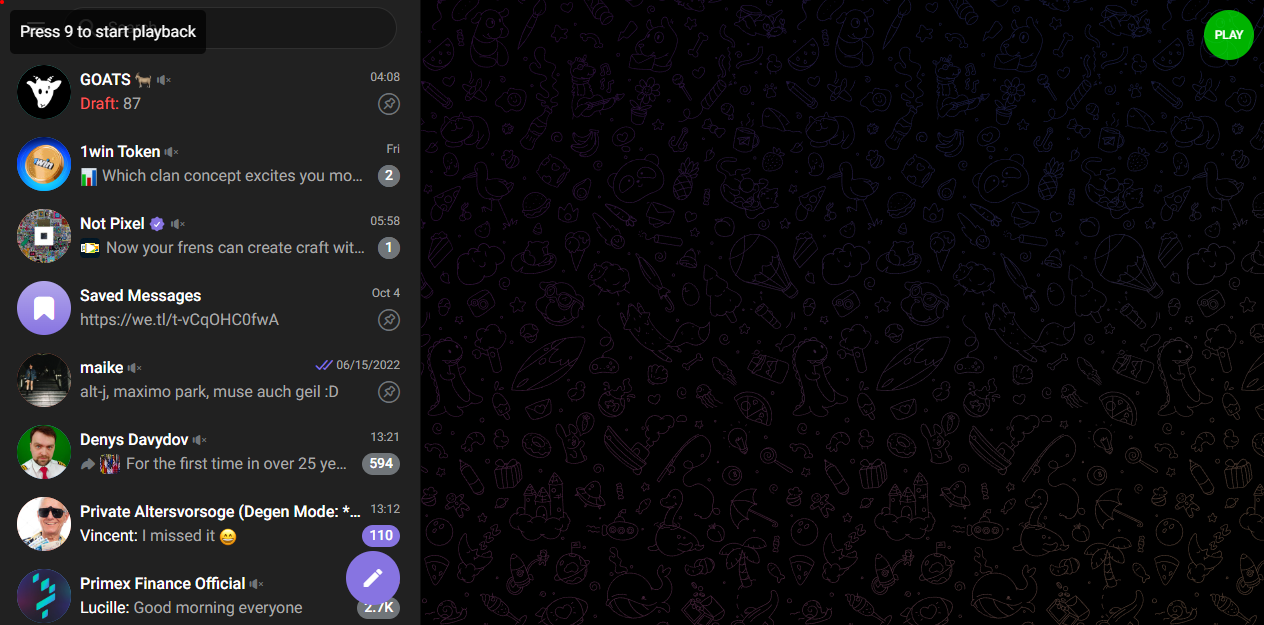 Press 9 to start playback
PLAY
GOATS 04:08
Draft: 87
1win Token Fri
Which clan concept excites you mo... 2
Not Pixel 05:58
Now your frens can create craft wit... 1
Saved Messages Oct 4
https://we.tl/t-vCqOHC0fwA
maike 06/15/2022
alt-j, maximo park, muse auch geil :D
Denys Davydov 13:21
For the first time in over 25 ye... 594
Private Altersvorsoge (Degen Mode: *... 13:12
Vincent: I missed it 😄 110
Primex Finance Official
Lucille: Good morning everyone 2.7K